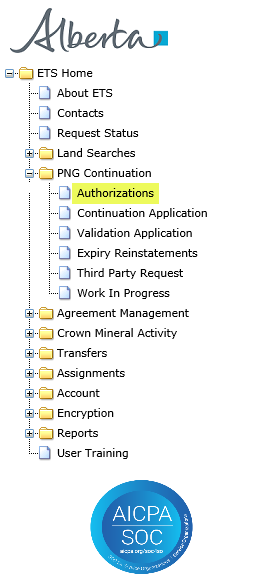 Alberta
ETS Home
About ETS
Contacts
Request Status
Land Searches
PNG Continuation
Authorizations
Continuation Application
Validation Application
Expiry Reinstatements
Third Party Request
Work In Progress
Agreement Management
Crown Mineral Activity
Transfers
Assignments
Account
Encryption
Reports
User Training
AICPA
SOC
aicpa.org/soc4so